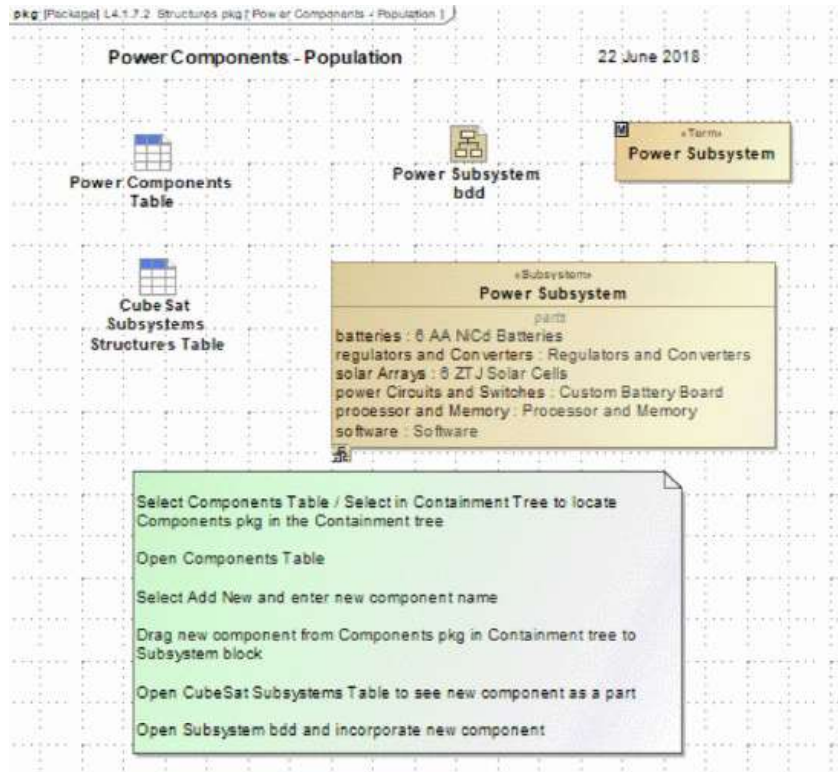 pkg [Package] L4.1.7.2 Structures pkg [ Power Components - Population ]
Power Components - Population
22 June 2018
Power Components
Table
Power Subsystem
bdd
M
«Term»
Power Subsystem
CubeSat
Subsystems
Structures Table
«Subsystem»
Power Subsystem
parts
batteries : 6 AA NiCd Batteries
regulators and Converters : Regulators and Converters
solar Arrays : 6 ZTJ Solar Cells
power Circuits and Switches : Custom Battery Board
processor and Memory : Processor and Memory
software : Software
Select Components Table / Select in Containment Tree to locate
Components pkg in the Containment tree
Open Components Table
Select Add New and enter new component name
Drag new component from Components pkg in Containment tree to
Subsystem block
Open CubeSat Subsystems Table to see new component as a part
Open Subsystem bdd and incorporate new component